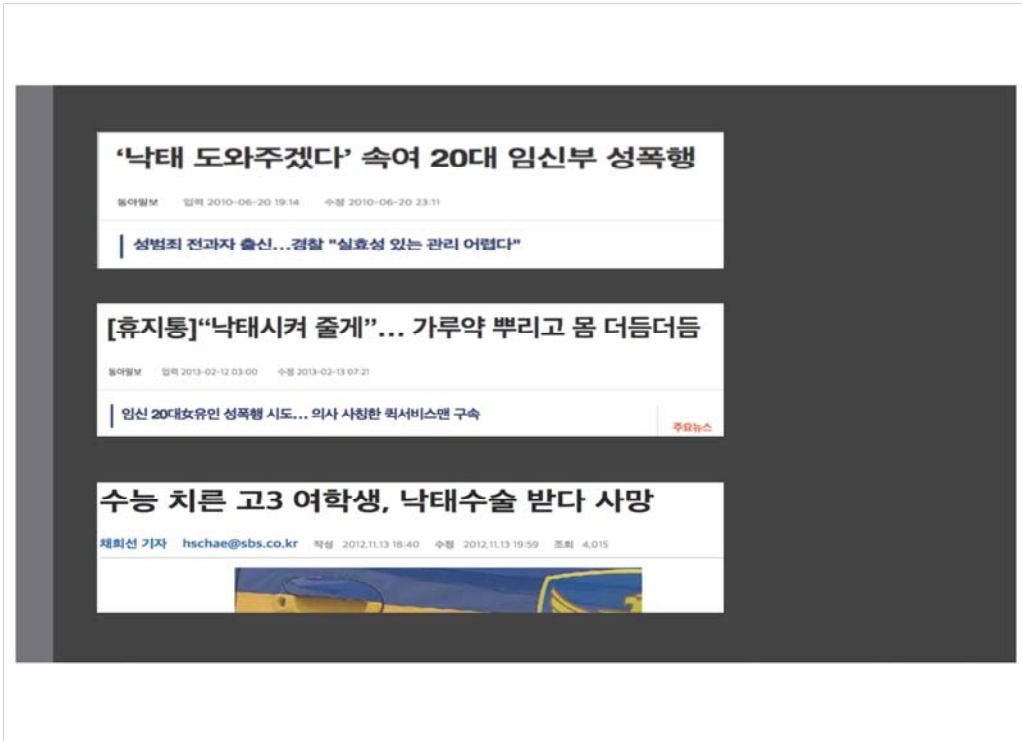 ‘낙태 도와주겠다’ 속여 20대 임신부 성폭행
동아일보 입력 2010-06-20 19:14 수정 2010-06-20 23:11
성범죄 전과자 출신...경찰 "실효성 있는 관리 어렵다"
[휴지통]“낙태시켜 줄게”... 가루약 뿌리고 몸 더듬더듬
동아일보 입력 2013-02-12 03:00 수정 2013-02-13 07:21
임신 20대女유인 성폭행 시도... 의사 사칭한 퀵서비스맨 구속
주요뉴스
수능 치른 고3 여학생, 낙태수술 받다 사망
채희선 기자 hschae@sbs.co.kr 작성 2012.11.13 18:40 수정 2012.11.13 19:59 조회 4,015